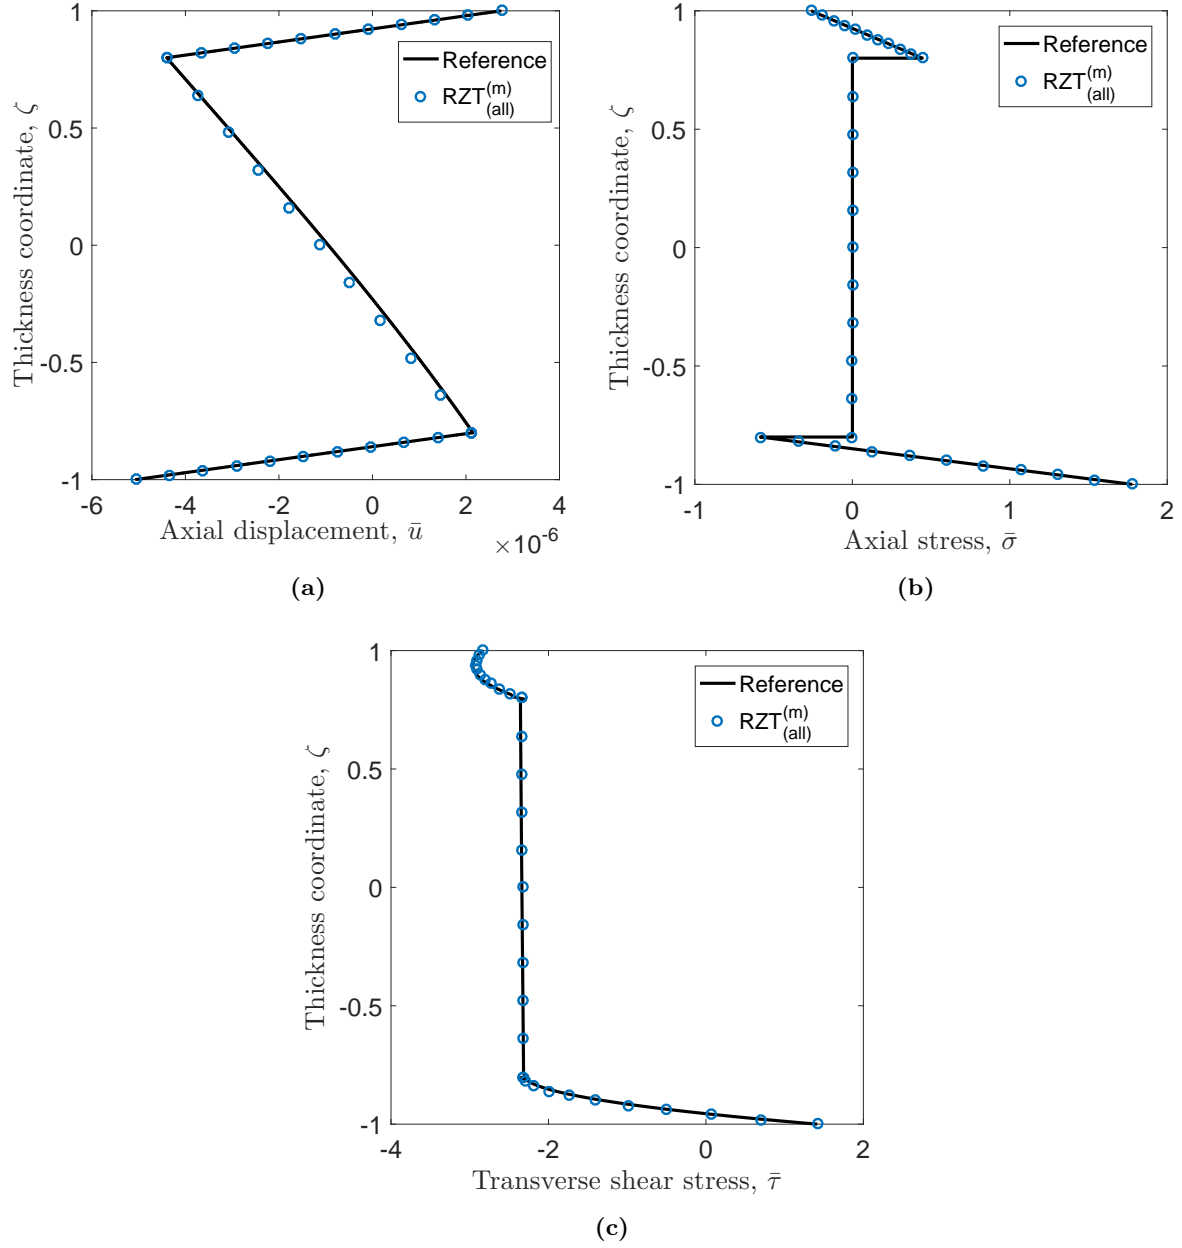 1
0.5
0
-0.5
-1
Thickness coordinate, ζ
Reference
RZT(m)(all)
-6 -4 -2 0 2 4
×10-6
Axial displacement, ū
(a)
1
0.5
0
-0.5
-1
Thickness coordinate, ζ
Reference
RZT(m)(all)
-1 0 1 2
Axial stress, σ̄
(b)
1
0.5
0
-0.5
-1
Thickness coordinate, ζ
Reference
RZT(m)(all)
-4 -2 0 2
Transverse shear stress, τ̄
(c)